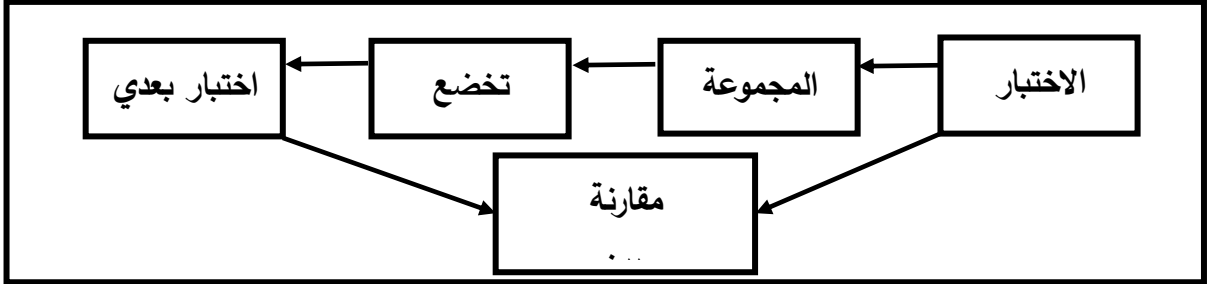 الاختبار
المجموعة
تخضع
اختبار بعدي
مقارنة